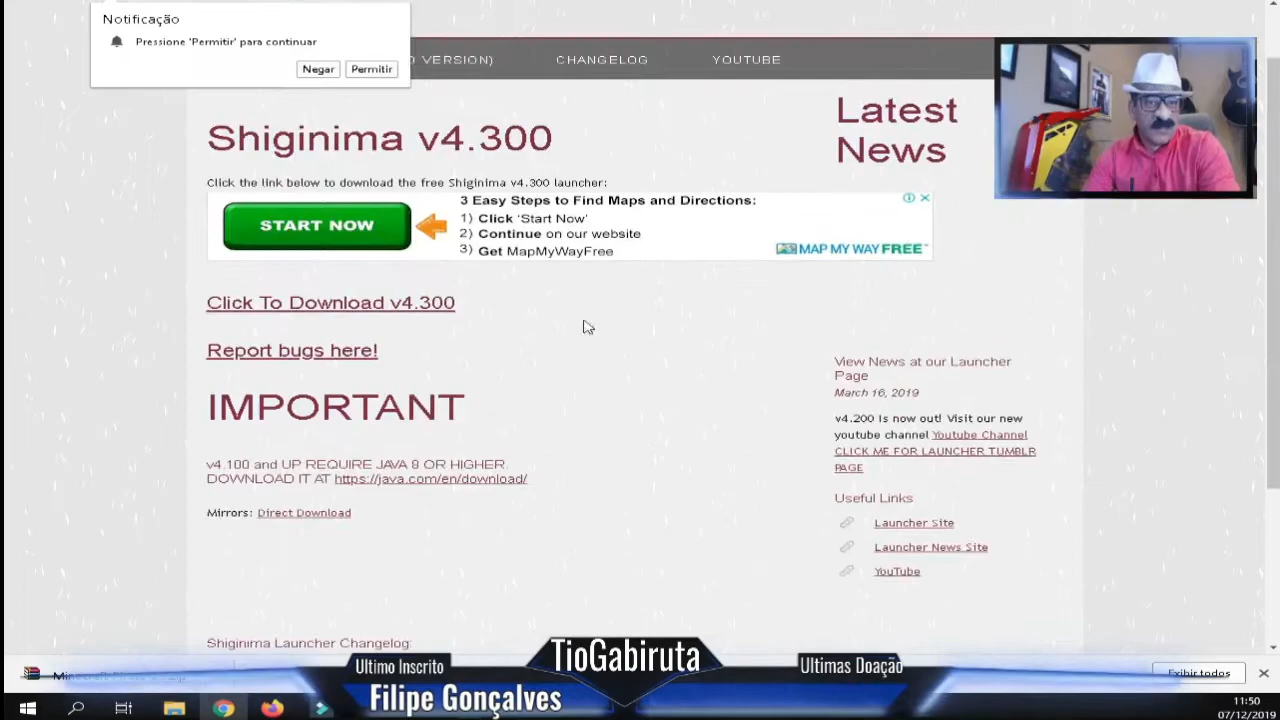 Notificação
Pressione 'Permitir' para continuar
Negar
Permitir
VERSION)
CHANGELOG
YOUTUBE
Shiginima v4.300
Click the link below to download the free Shiginima v4.300 launcher:
START NOW
3 Easy Steps to Find Maps and Directions:
1) Click 'Start Now'
2) Continue on our website
3) Get MapMyWayFree
MAP MY WAY FREE™
Click To Download v4.300
Report bugs here!
IMPORTANT
v4.100 and UP REQUIRE JAVA 8 OR HIGHER.
DOWNLOAD IT AT https://java.com/en/download/
Mirrors: Direct Download
Shiginima Launcher Changelog:
Latest
News
View News at our Launcher
Page
March 16, 2019
v4.200 Is now out! Visit our new
youtube channel Youtube Channel
CLICK ME FOR LAUNCHER TUMBLR
PAGE
Useful Links
Launcher Site
Launcher News Site
YouTube
Ultimo Inscrito
TioGabiruta
Ultimas Doação
Filipe Gonçalves
Exibir todos
11:50
07/12/2019